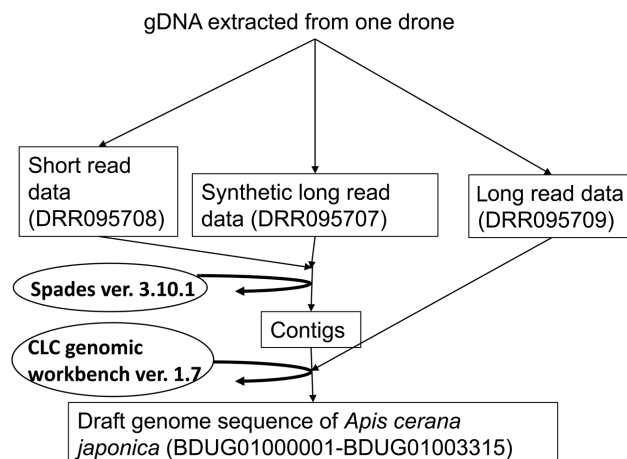 gDNA extracted from one drone
Short read
data
(DRR095708)
Synthetic long read
data (DRR095707)
Long read data
(DRR095709)
Spades ver. 3.10.1
Contigs
CLC genomic
workbench ver. 1.7
Draft genome sequence of Apis cerana
japonica (BDUG01000001-BDUG01003315)